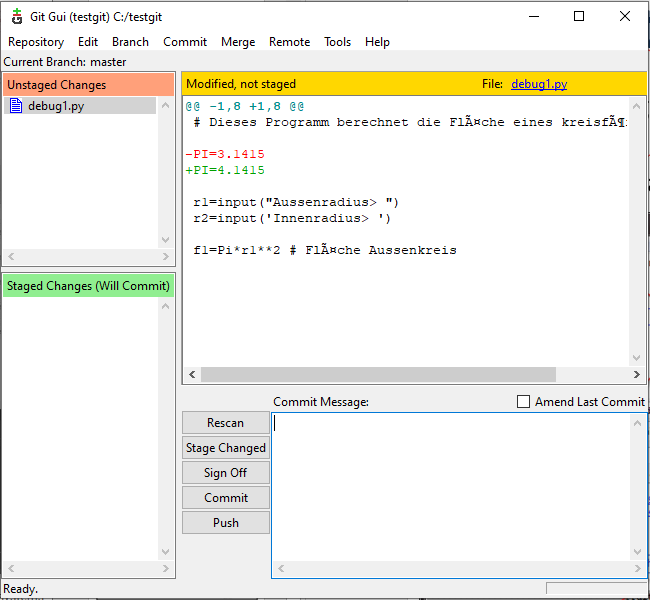 Git Gui (testgit) C:/testgit
Repository Edit Branch Commit Merge Remote Tools Help
Current Branch: master
Unstaged Changes
debug1.py
Staged Changes (Will Commit)
Modified, not staged File: debug1.py
@@ -1,8 +1,8 @@
# Dieses Programm berechnet die FlÃ¤che eines kreisfÃ¶
-PI=3.1415
+PI=4.1415
r1=input("Aussenradius> ")
r2=input('Innenradius> ')
f1=Pi*r1**2 # FlÃ¤che Aussenkreis
Commit Message: Amend Last Commit
Rescan
Stage Changed
Sign Off
Commit
Push
Ready.